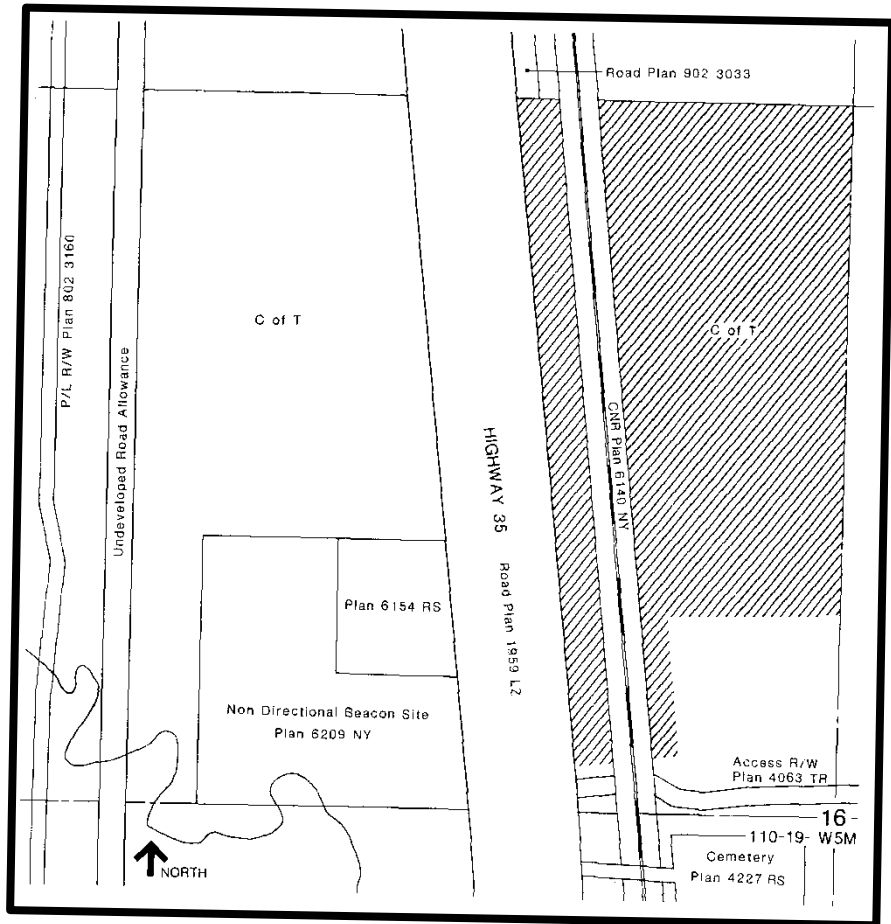 Road Plan 902 3033
P/L R/W Plan 802 3160
Undeveloped Road Allowance
C of T
C of T
HIGHWAY 35
Road Plan 1959 LZ
CNR Plan 6140 NY
Plan 6154 RS
Non Directional Beacon Site
Plan 6209 NY
Access R/W
Plan 4063 TR
16
110-19- W5M
Cemetery
Plan 4227 RS
NORTH